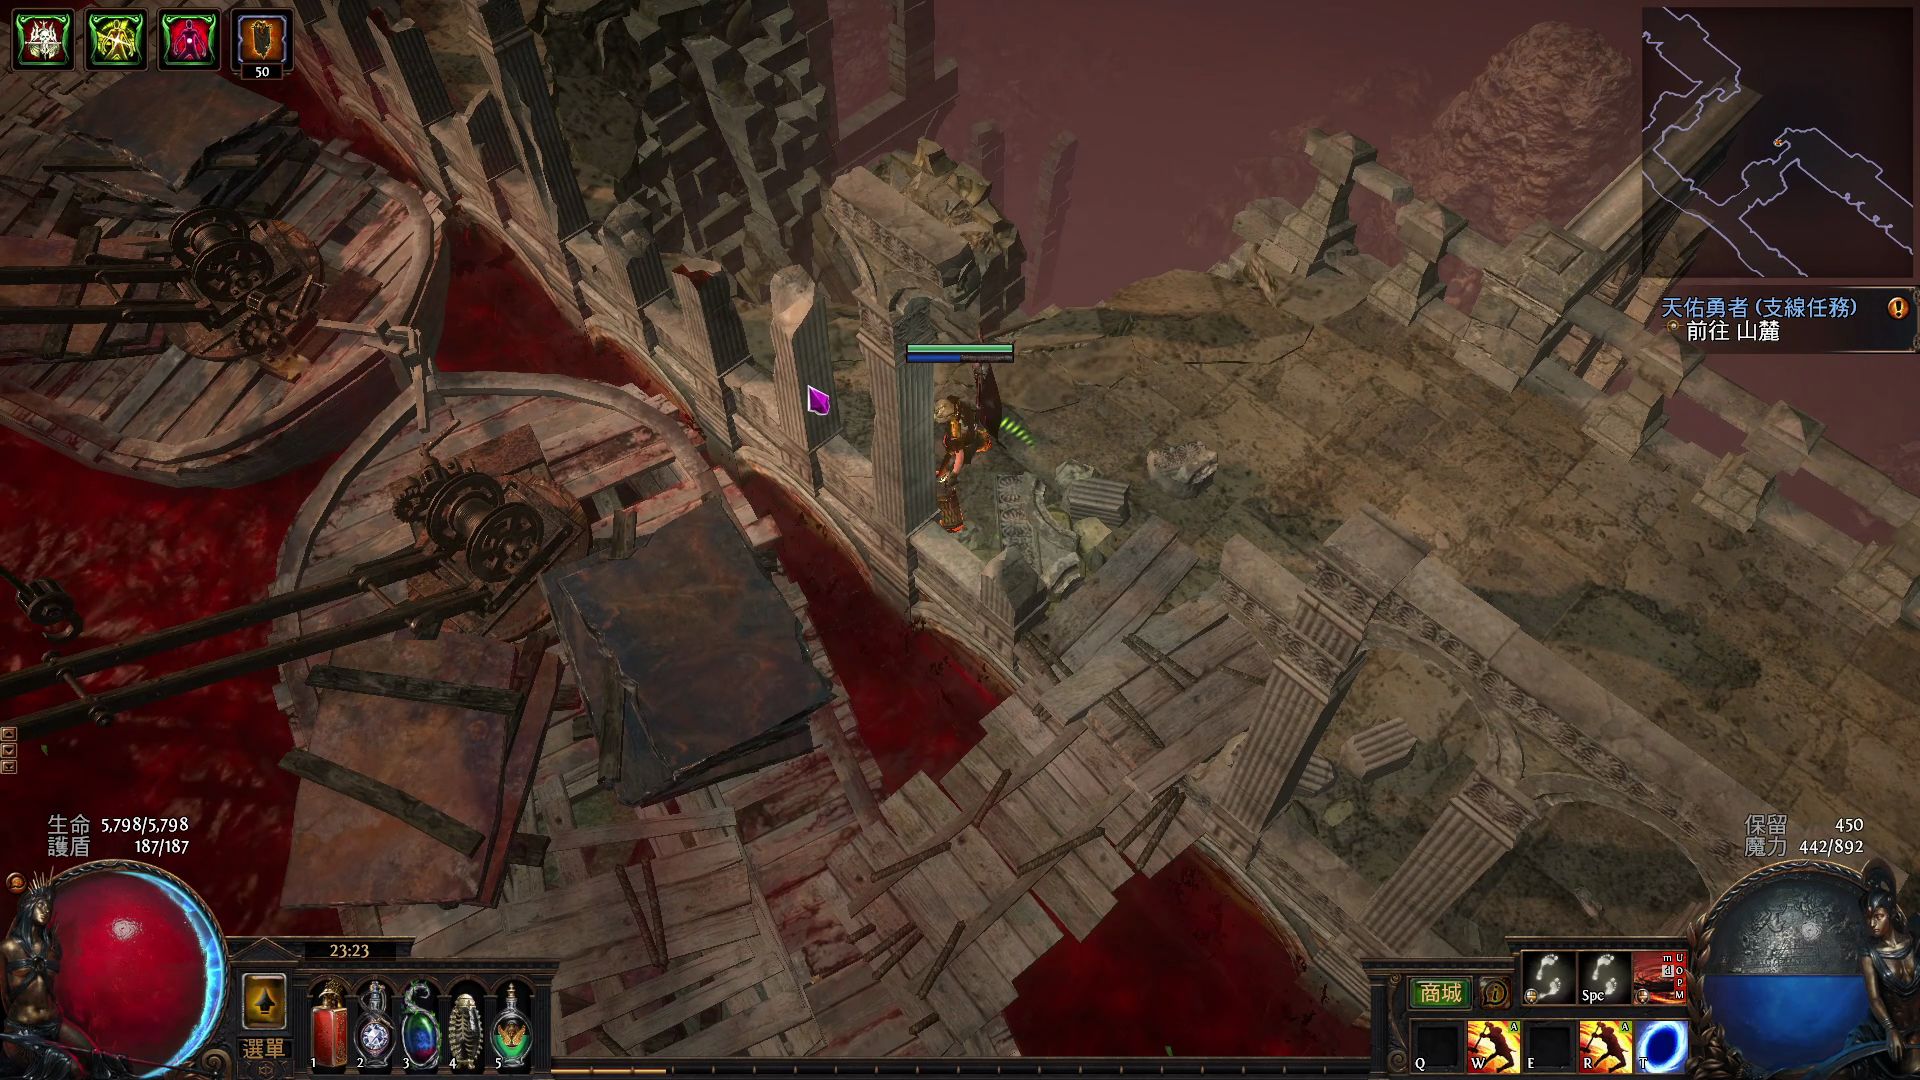 50
天佑勇者 (支線任務)
前往 山麓
生命 5,798/5,798
護盾 187/187
保留 450
魔力 442/892
23:23
選單
1 2 3 4 5
商城
Spc
m U
d O
P
M
Q W A E R A T